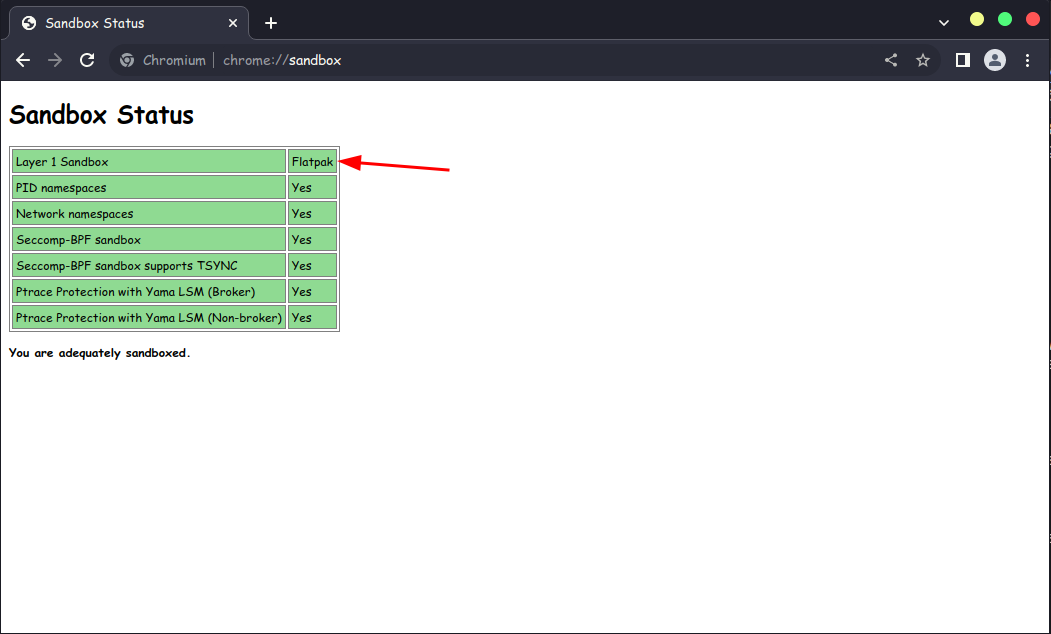 Sandbox Status
Chromium chrome://sandbox
Sandbox Status
Layer 1 Sandbox Flatpak
PID namespaces Yes
Network namespaces Yes
Seccomp-BPF sandbox Yes
Seccomp-BPF sandbox supports TSYNC Yes
Ptrace Protection with Yama LSM (Broker) Yes
Ptrace Protection with Yama LSM (Non-broker) Yes
You are adequately sandboxed.